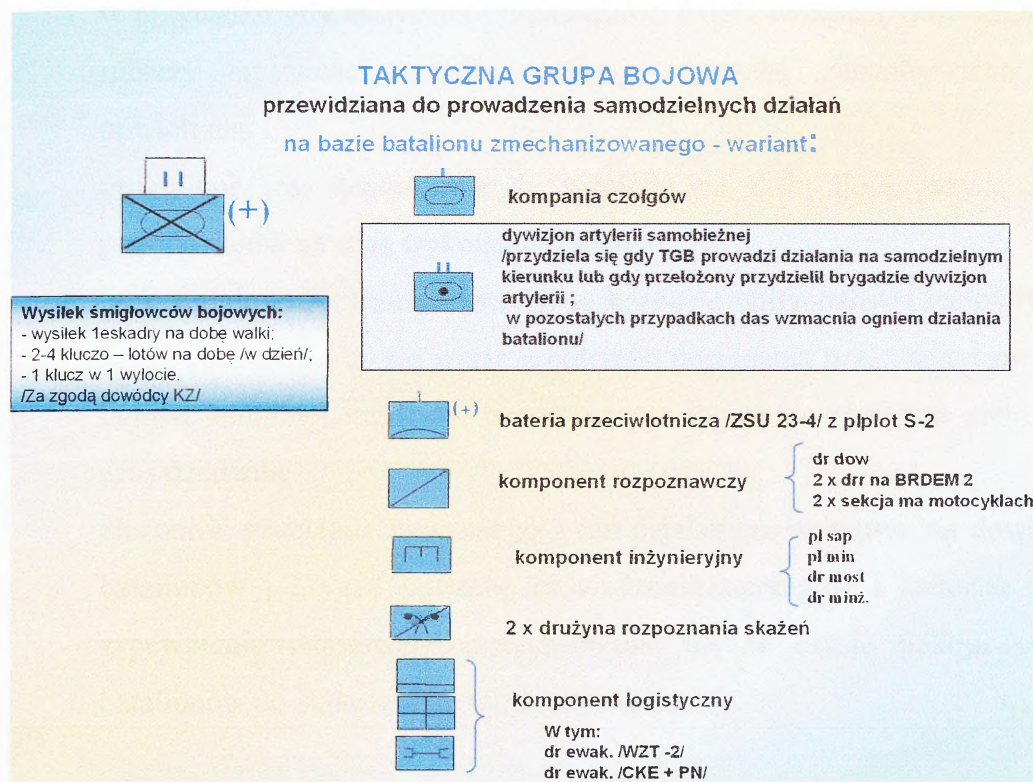 TAKTYCZNA GRUPA BOJOWA
przewidziana do prowadzenia samodzielnych działań
na bazie batalionu zmechanizowanego - wariant:
(+)
kompania czołgów
dywizjon artylerii samobieżnej
/przydziela się gdy TGB prowadzi działania na samodzielnym
kierunku lub gdy przełożony przydzielił brygadzie dywizjon
artylerii ;
w pozostałych przypadkach das wzmacnia ogniem działania
batalionu/
Wysiłek śmigłowców bojowych:
- wysiłek 1eskadry na dobę walki;
- 2-4 kluczo – lotów na dobę /w dzień/;
- 1 klucz w 1 wylocie.
/Za zgodą dowódcy KZ/
(+)
bateria przeciwlotnicza /ZSU 23-4/ z plplot S-2
komponent rozpoznawczy
dr dow
2 x drr na BRDEM 2
2 x sekcja ma motocyklach
komponent inżynieryjny
pl sap
pl min
dr most
dr minż.
2 x drużyna rozpoznania skażeń
komponent logistyczny
W tym:
dr ewak. /WZT -2/
dr ewak. /CKE + PN/